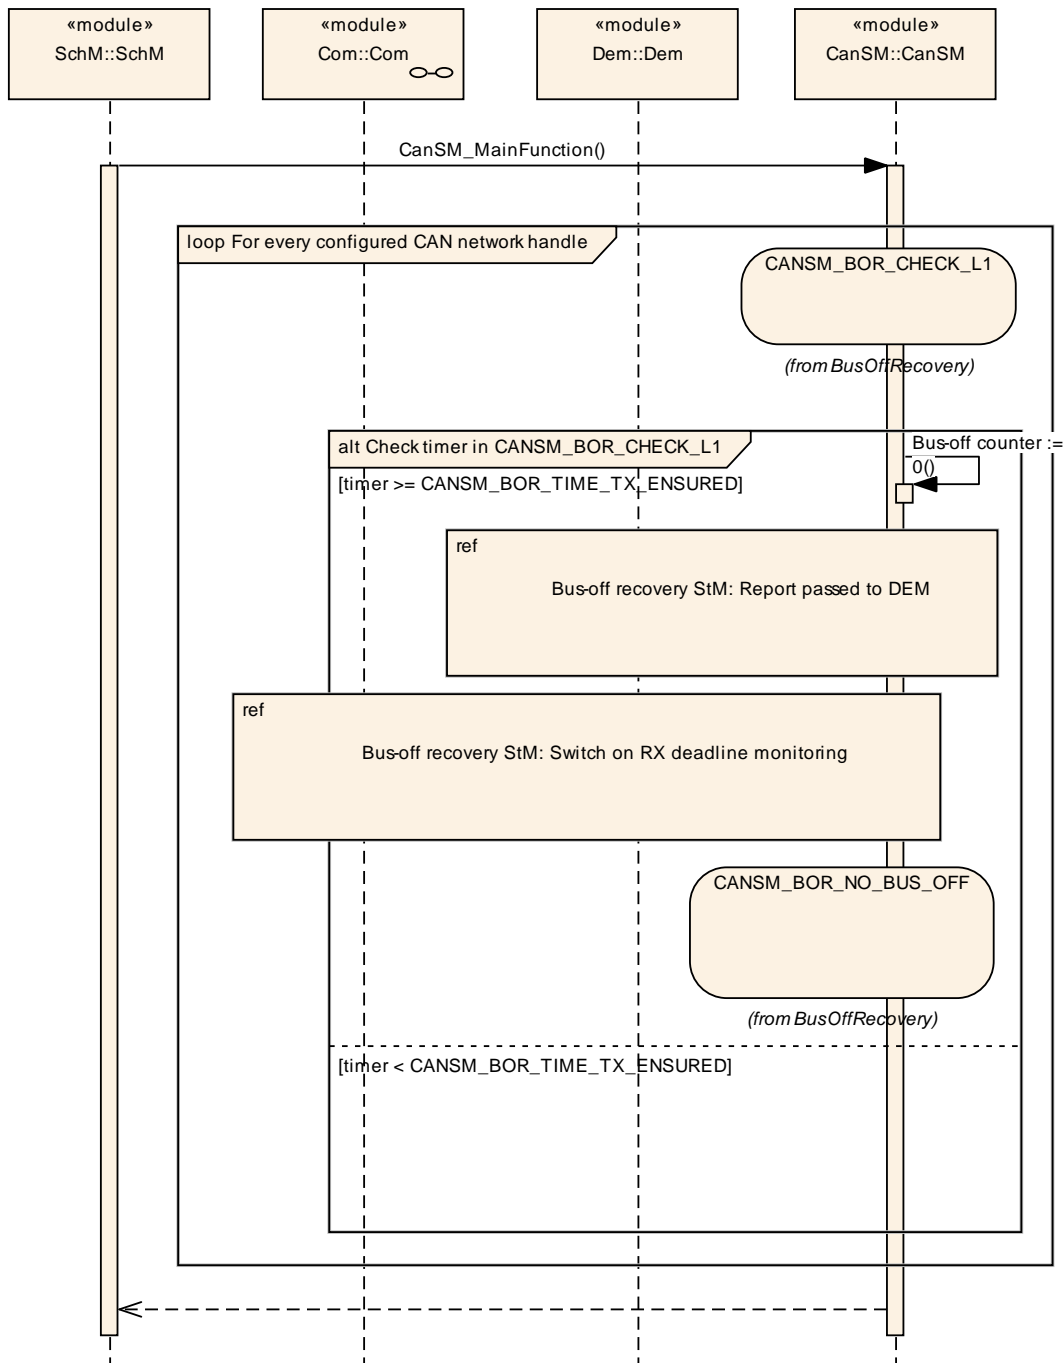 «module»
SchM::SchM
«module»
Com::Com
«module»
Dem::Dem
«module»
CanSM::CanSM
CanSM_MainFunction()
loop For every configured CAN network handle
CANSM_BOR_CHECK_L1
(from BusOffRecovery)
alt Check timer in CANSM_BOR_CHECK_L1
Bus-off counter :=
0()
[timer >= CANSM_BOR_TIME_TX_ENSURED]
ref
Bus-off recovery StM: Report passed to DEM
ref
Bus-off recovery StM: Switch on RX deadline monitoring
CANSM_BOR_NO_BUS_OFF
(from BusOffRecovery)
[timer < CANSM_BOR_TIME_TX_ENSURED]